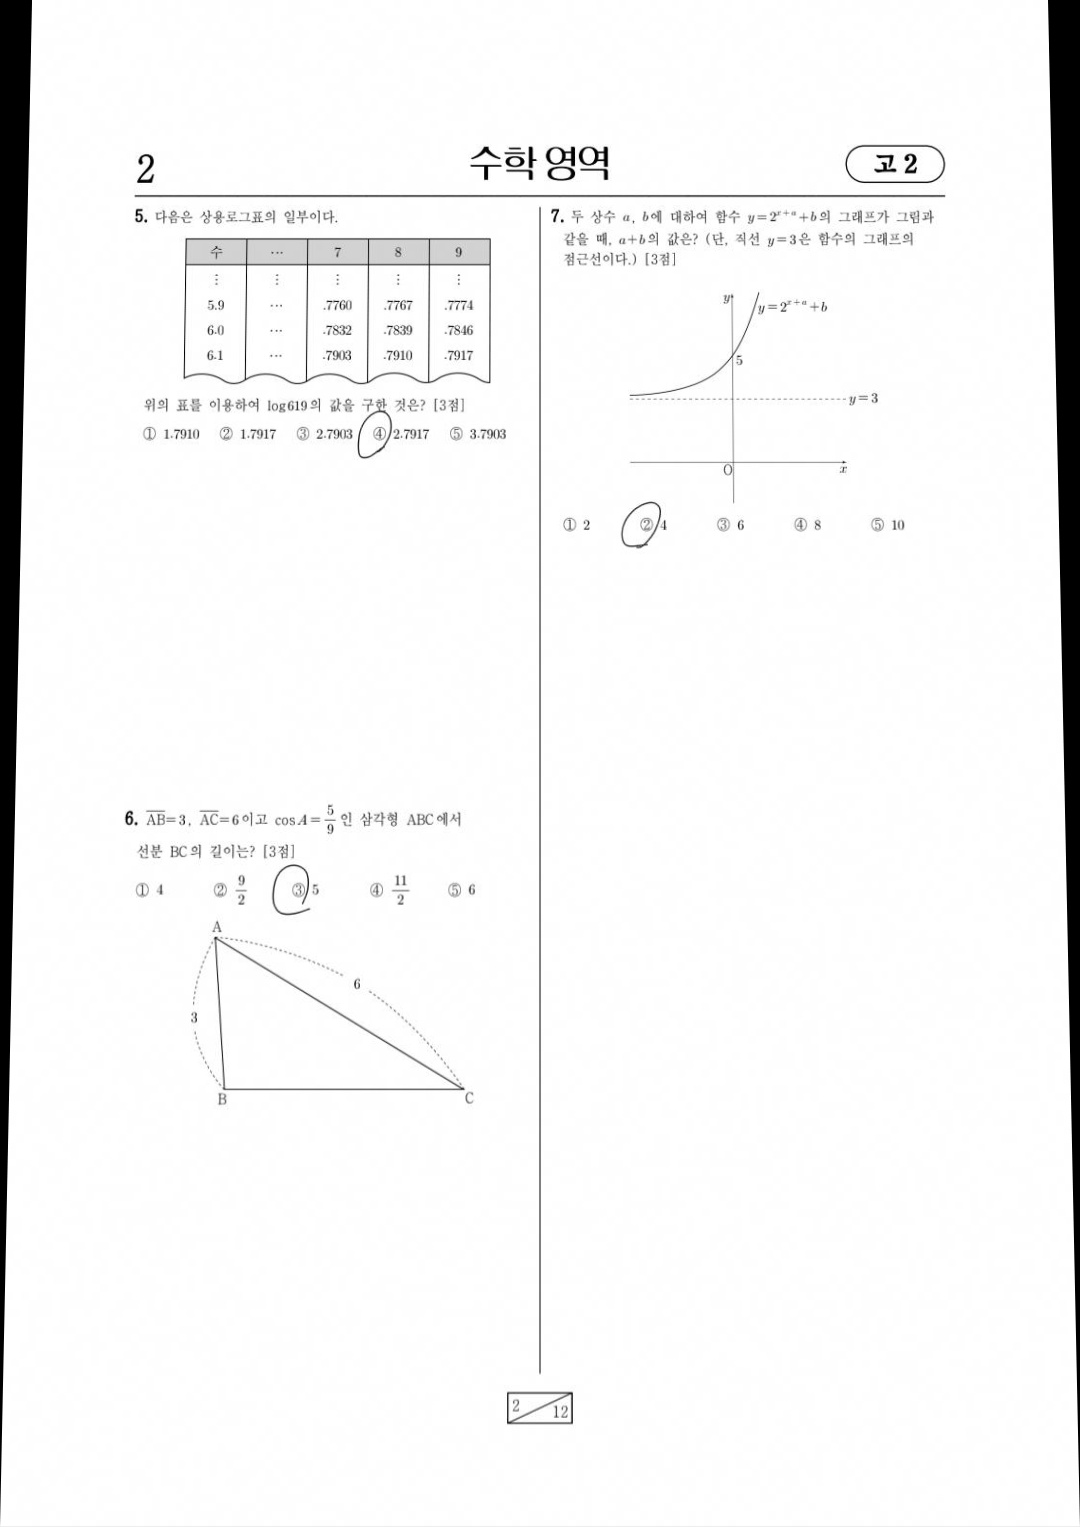 2
수학 영역
고 2
5. 다음은 상용로그표의 일부이다.
수 ⋯ 7 8 9
⋮ ⋮ ⋮ ⋮ ⋮
5.9 ⋯ .7760 .7767 .7774
6.0 ⋯ .7832 .7839 .7846
6.1 ⋯ .7903 .7910 .7917
위의 표를 이용하여 log 619의 값을 구한 것은? [3점]
① 1.7910 ② 1.7917 ③ 2.7903 ④ 2.7917 ⑤ 3.7903
6. AB=3, AC=6이고 cos A=5/9인 삼각형 ABC에서
선분 BC의 길이는? [3점]
① 4 ② 9/2 ③ 5 ④ 11/2 ⑤ 6
A
6
3
B
C
7. 두 상수 a, b에 대하여 함수 y=2^{x+a}+b의 그래프가 그림과
같을 때, a+b의 값은? (단, 직선 y=3은 함수의 그래프의
점근선이다.) [3점]
y
y=2^{x+a}+b
5
y=3
O
x
① 2 ② 4 ③ 6 ④ 8 ⑤ 10
2
12